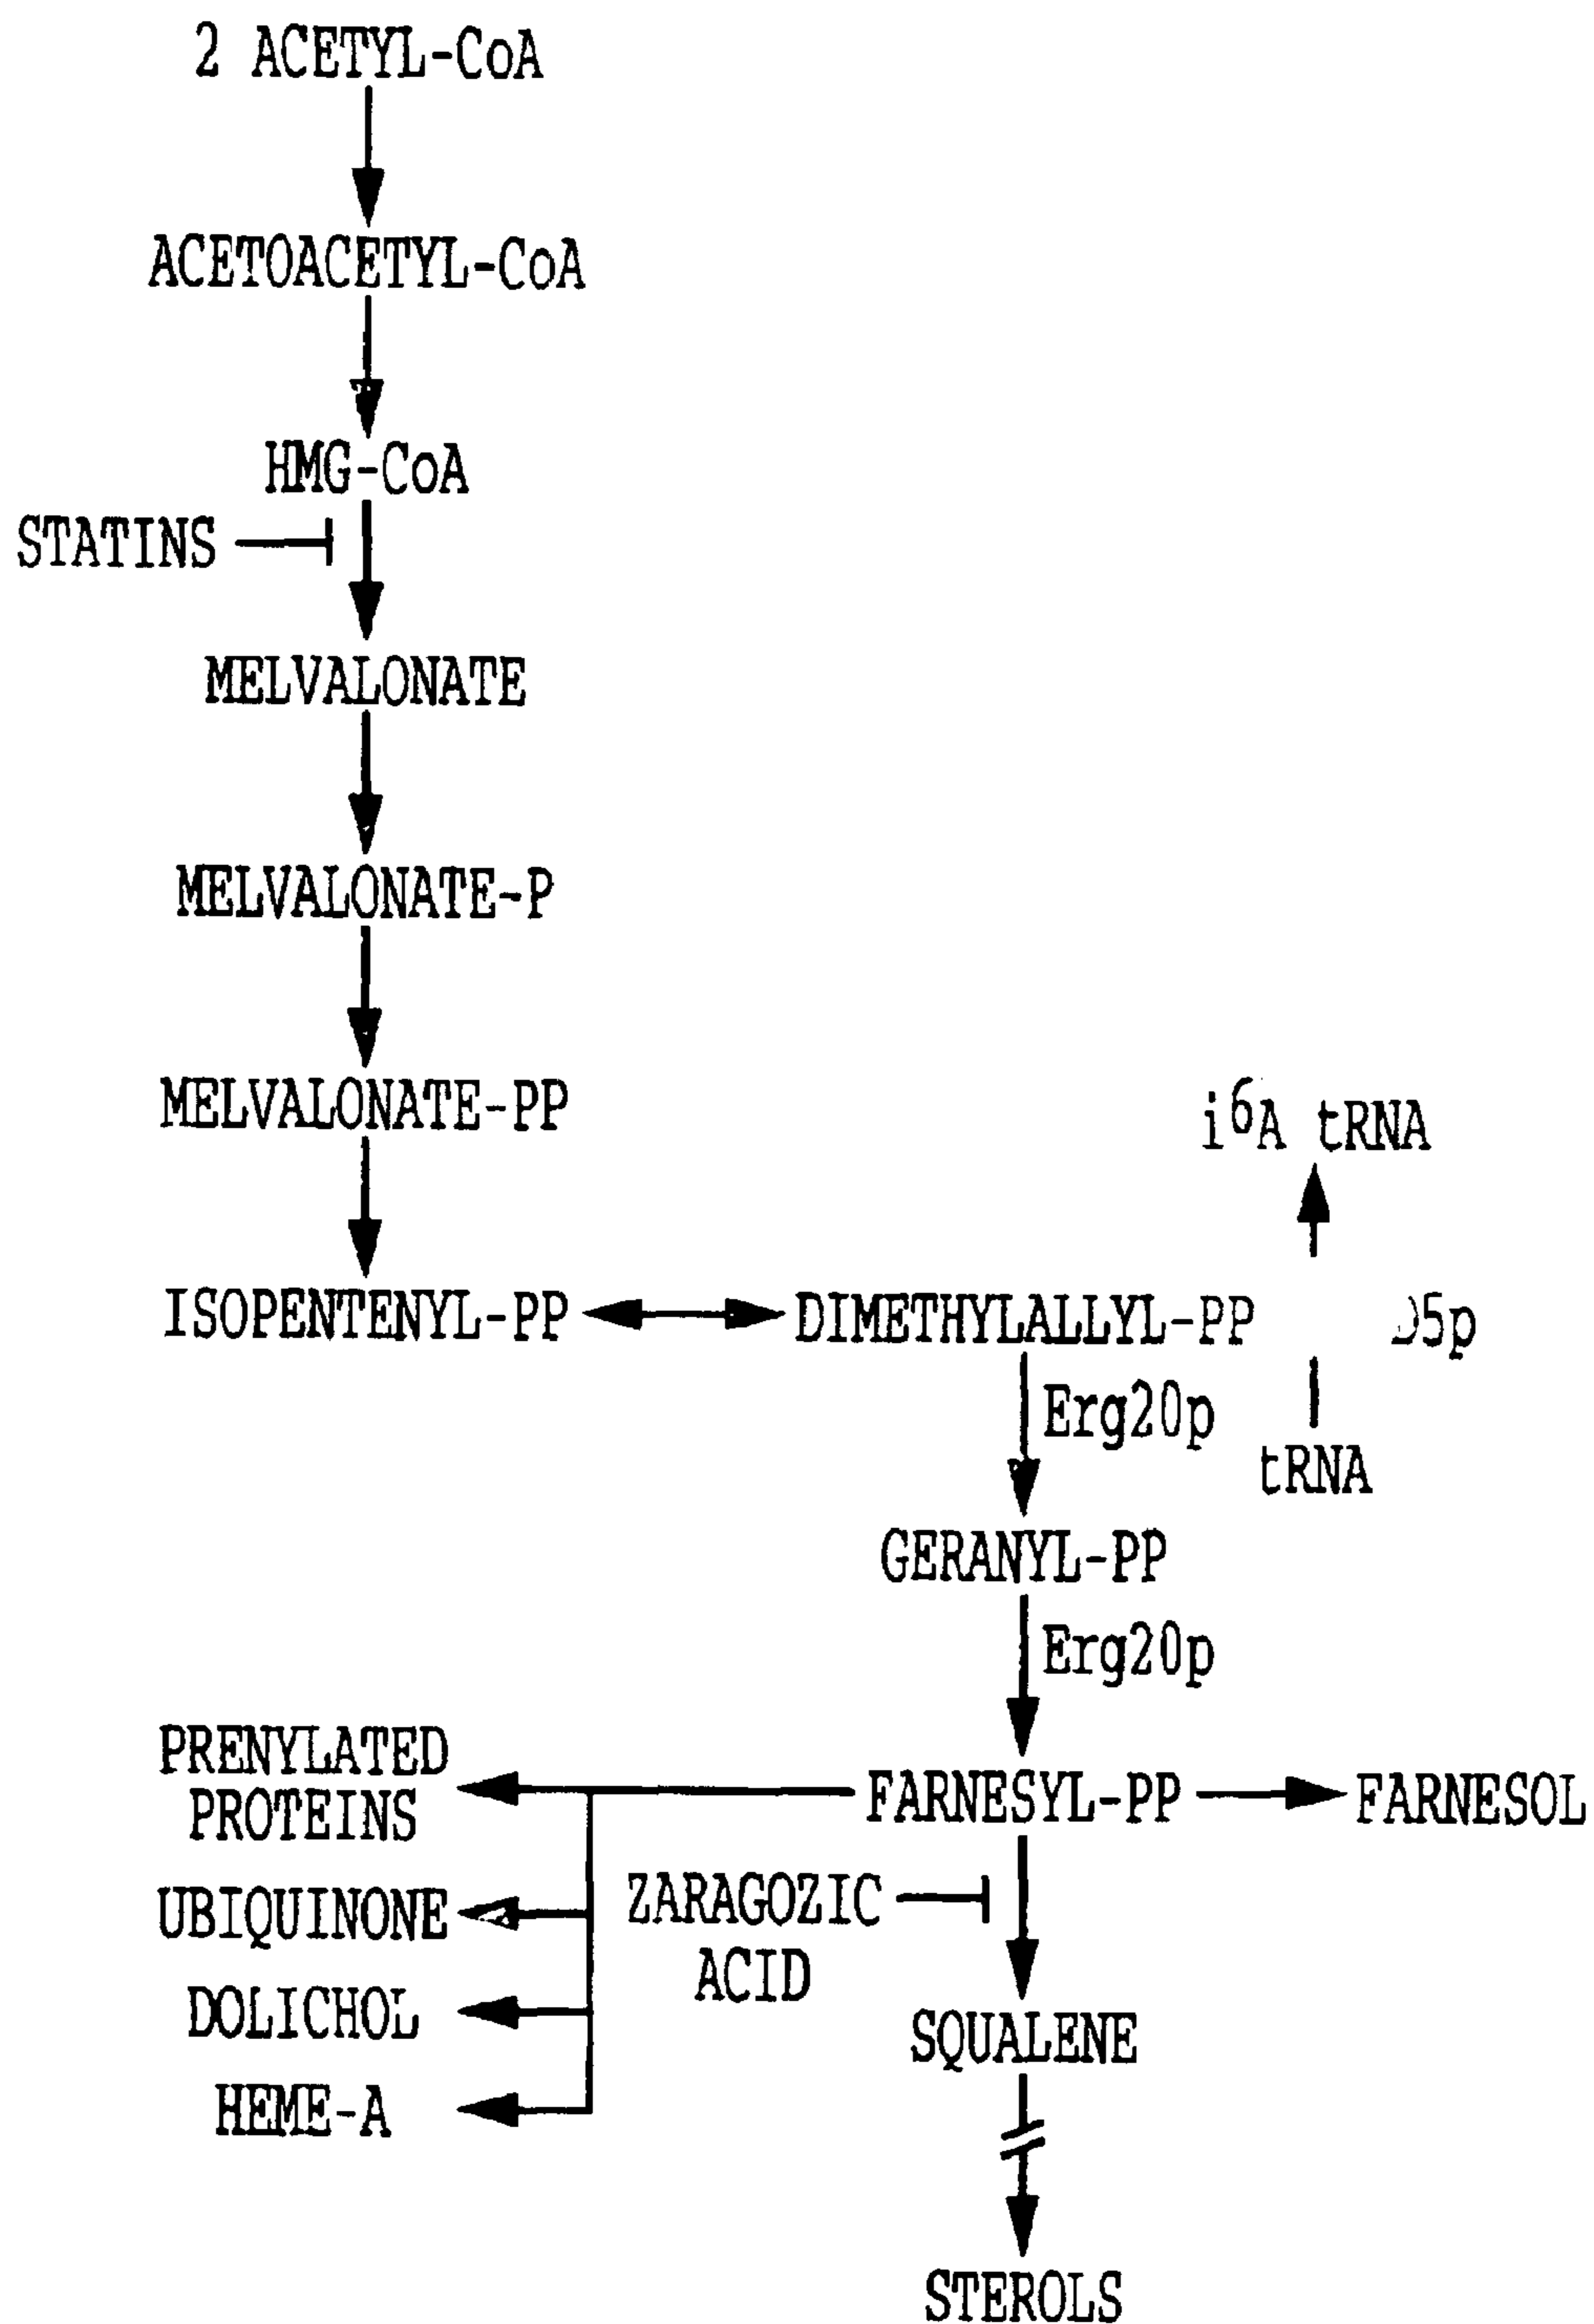 2 ACETYL-CoA
ACETOACETYL-CoA
HMG-CoA
STATINS
MELVALONATE
MELVALONATE-P
MELVALONATE-PP
i⁶A tRNA
ISOPENTENYL-PP
DIMETHYLALLYL-PP
5p
Erg20p
tRNA
GERANYL-PP
Erg20p
PRENYLATED
PROTEINS
FARNESYL-PP
FARNESOL
UBIQUINONE
ZARAGOZIC
ACID
DOLICHOL
SQUALENE
HEME-A
STEROLS